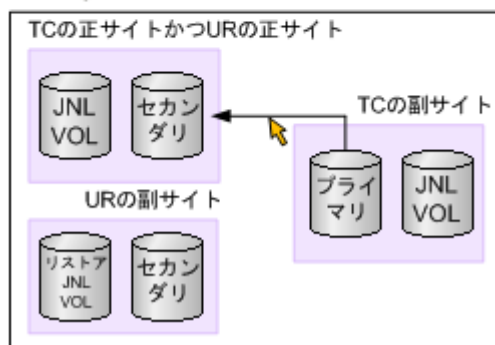 TCの正サイトかつURの正サイト
JNL
VOL
セカン
ダリ
TCの副サイト
プライ
マリ
JNL
VOL
URの副サイト
リストア
JNL
VOL
セカン
ダリ